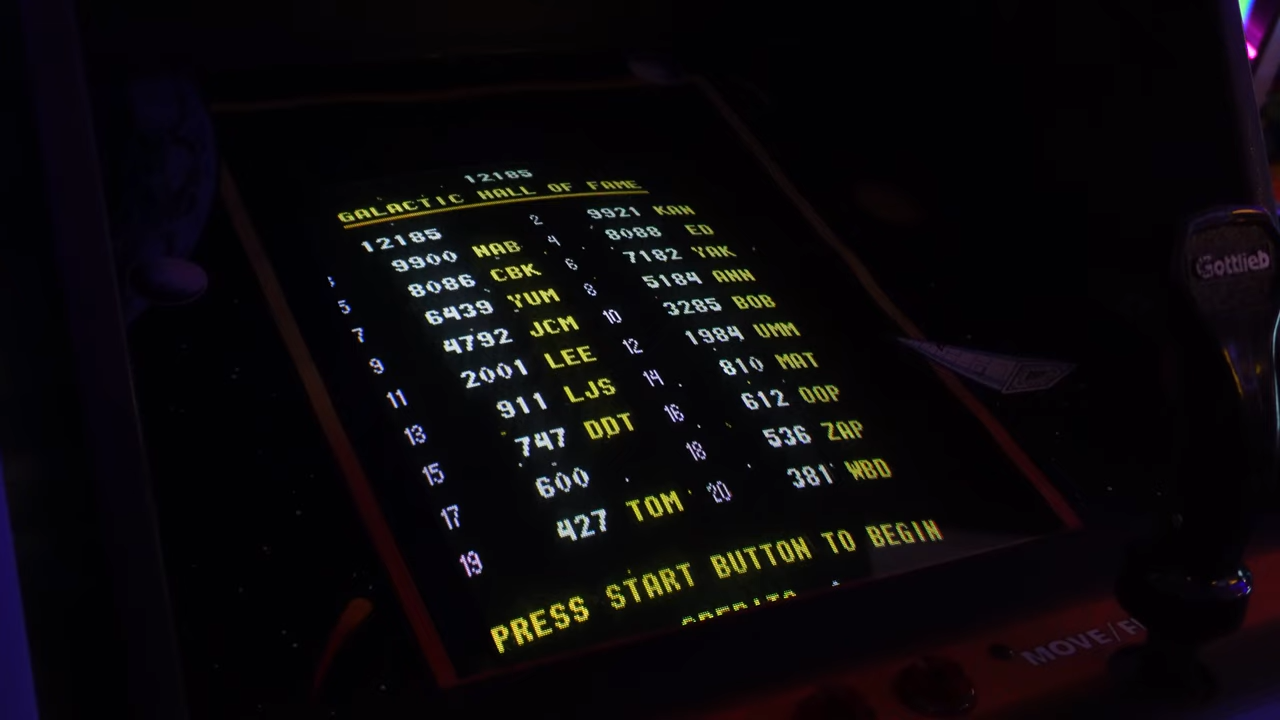 12185
GALACTIC HALL OF FAME
12185 2 9921 KAN
9900 NAB 4 8088 ED
5 8086 CBK 6 7182 YAK
7 6439 YUM 8 5184 ANN
9 4792 JCM 10 3285 BOB
11 2001 LEE 12 1984 UMM
13 911 LJS 14 810 MAT
15 747 DDT 16 612 OOP
17 600 18 536 ZAP
19 427 TOM 20 381 WBD
PRESS START BUTTON TO BEGIN
CREDITS
Gottlieb
MOVE/FI